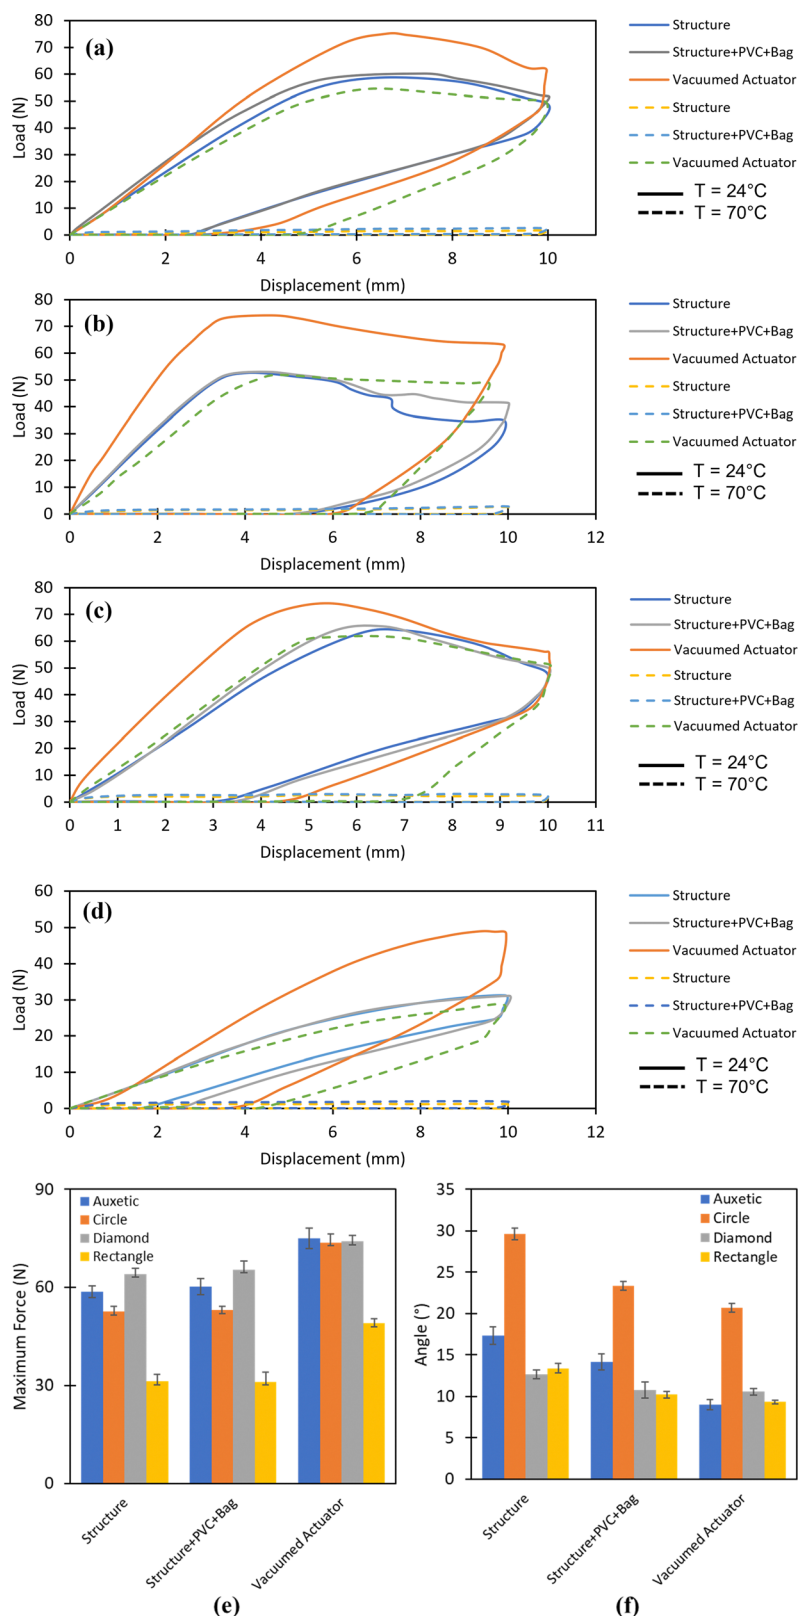 (a)
80
70
60
50
40
30
20
10
0
Load (N)
0 2 4 6 8 10
Displacement (mm)
Structure
Structure+PVC+Bag
Vacuumed Actuator
Structure
Structure+PVC+Bag
Vacuumed Actuator
T = 24°C
T = 70°C
(b)
80
70
60
50
40
30
20
10
0
Load (N)
0 2 4 6 8 10 12
Displacement (mm)
Structure
Structure+PVC+Bag
Vacuumed Actuator
Structure
Structure+PVC+Bag
Vacuumed Actuator
T = 24°C
T = 70°C
(c)
80
70
60
50
40
30
20
10
0
Load (N)
0 1 2 3 4 5 6 7 8 9 10 11
Displacement (mm)
Structure
Structure+PVC+Bag
Vacuumed Actuator
Structure
Structure+PVC+Bag
Vacuumed Actuator
T = 24°C
T = 70°C
(d)
60
50
40
30
20
10
0
Load (N)
0 2 4 6 8 10 12
Displacement (mm)
Structure
Structure+PVC+Bag
Vacuumed Actuator
Structure
Structure+PVC+Bag
Vacuumed Actuator
T = 24°C
T = 70°C
90
60
30
0
Maximum Force (N)
Auxetic
Circle
Diamond
Rectangle
Structure
Structure+PVC+Bag
Vacuumed Actuator
(e)
35
30
25
20
15
10
5
0
Angle (°)
Auxetic
Circle
Diamond
Rectangle
Structure
Structure+PVC+Bag
Vacuumed Actuator
(f)